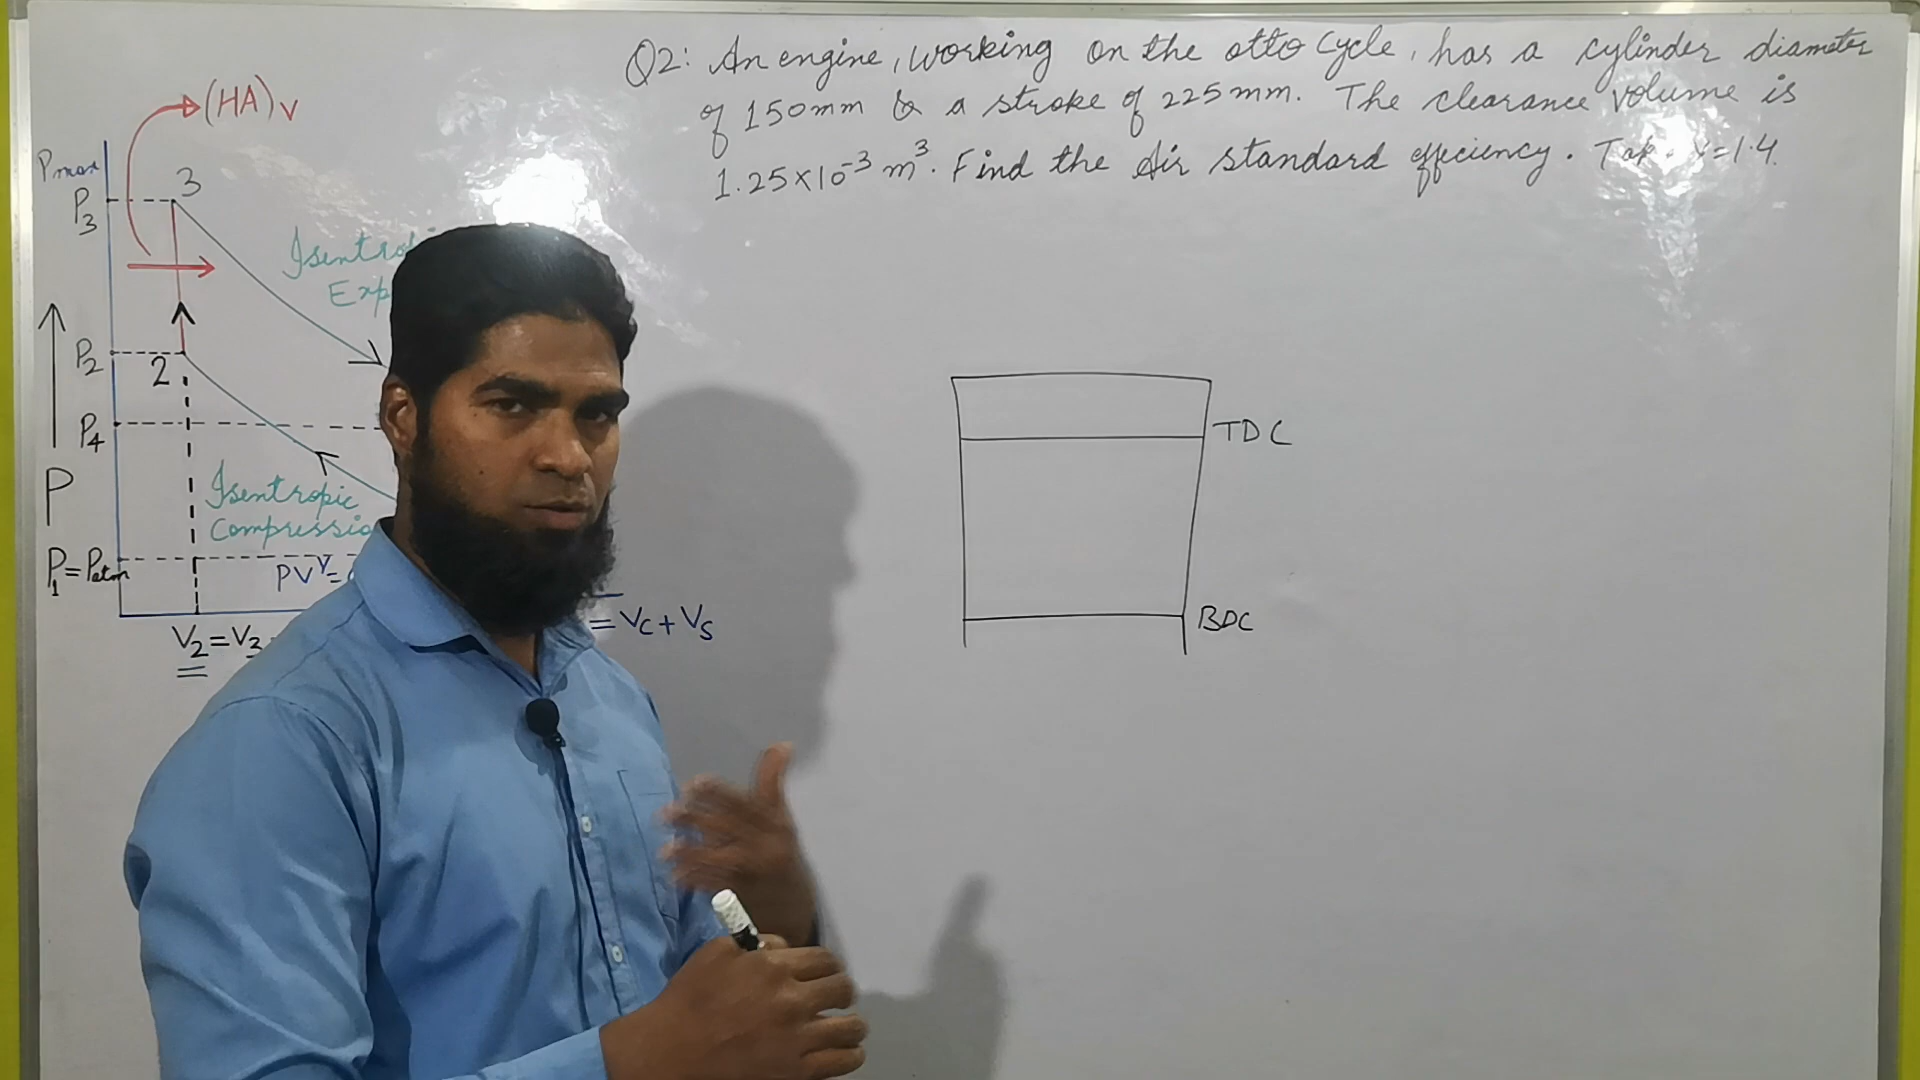 Q2: An engine, working on the otto cycle, has a cylinder diameter
of 150mm & a stroke of 225mm. The clearance volume is
1.25×10⁻³ m³. Find the Air standard efficiency. γ=1.4
(HA)v
Pmax
P3
3
Isentro
Exp
P2
2
P4
TDC
P
Isentropic
Compressio
P1=Patm
PVγ=
BDC
V2=V3
=Vc+Vs